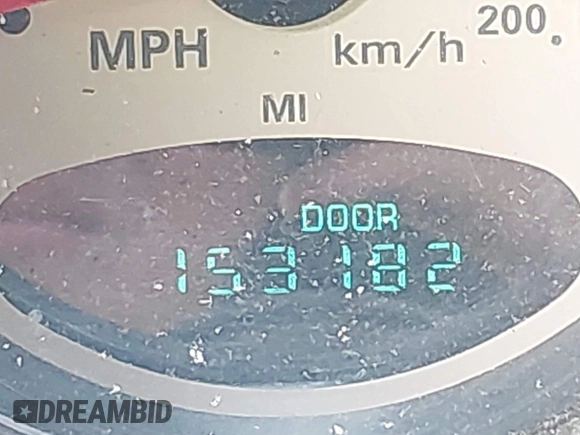 MPH km/h 200
MI
DOOR
153182
DREAMBID